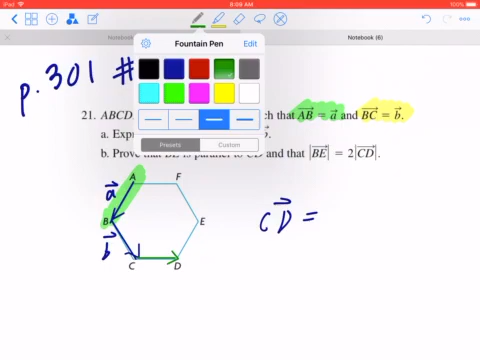 iPad
8:09 AM
100%
Notebook
Notebook (6)
Fountain Pen
Edit
Presets
Custom
p. 301 #
21. ABCD
ch that AB⃗ = a⃗ and BC⃗ = b⃗.
a. Expr
b. Prove that BE⃗ is parallel to CD⃗ and that |BE⃗| = 2|CD⃗|.
A F
a⃗
B E
b⃗
C D
CD⃗ =